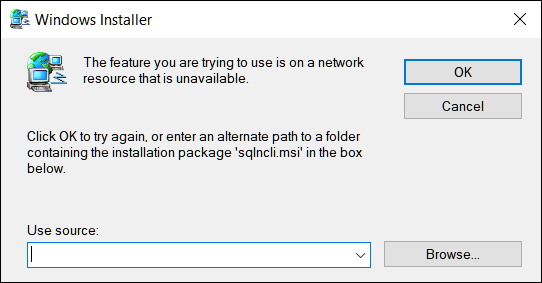 Windows Installer
The feature you are trying to use is on a network
resource that is unavailable.
OK
Cancel
Click OK to try again, or enter an alternate path to a folder
containing the installation package 'sqlncli.msi' in the box
below.
Use source:
Browse...